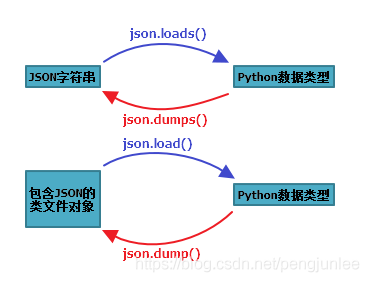 json.loads()
JSON字符串
Python数据类型
json.dumps()
json.load()
包含JSON的
类文件对象
Python数据类型
json.dump()
https://blog.csdn.net/pengjunlee